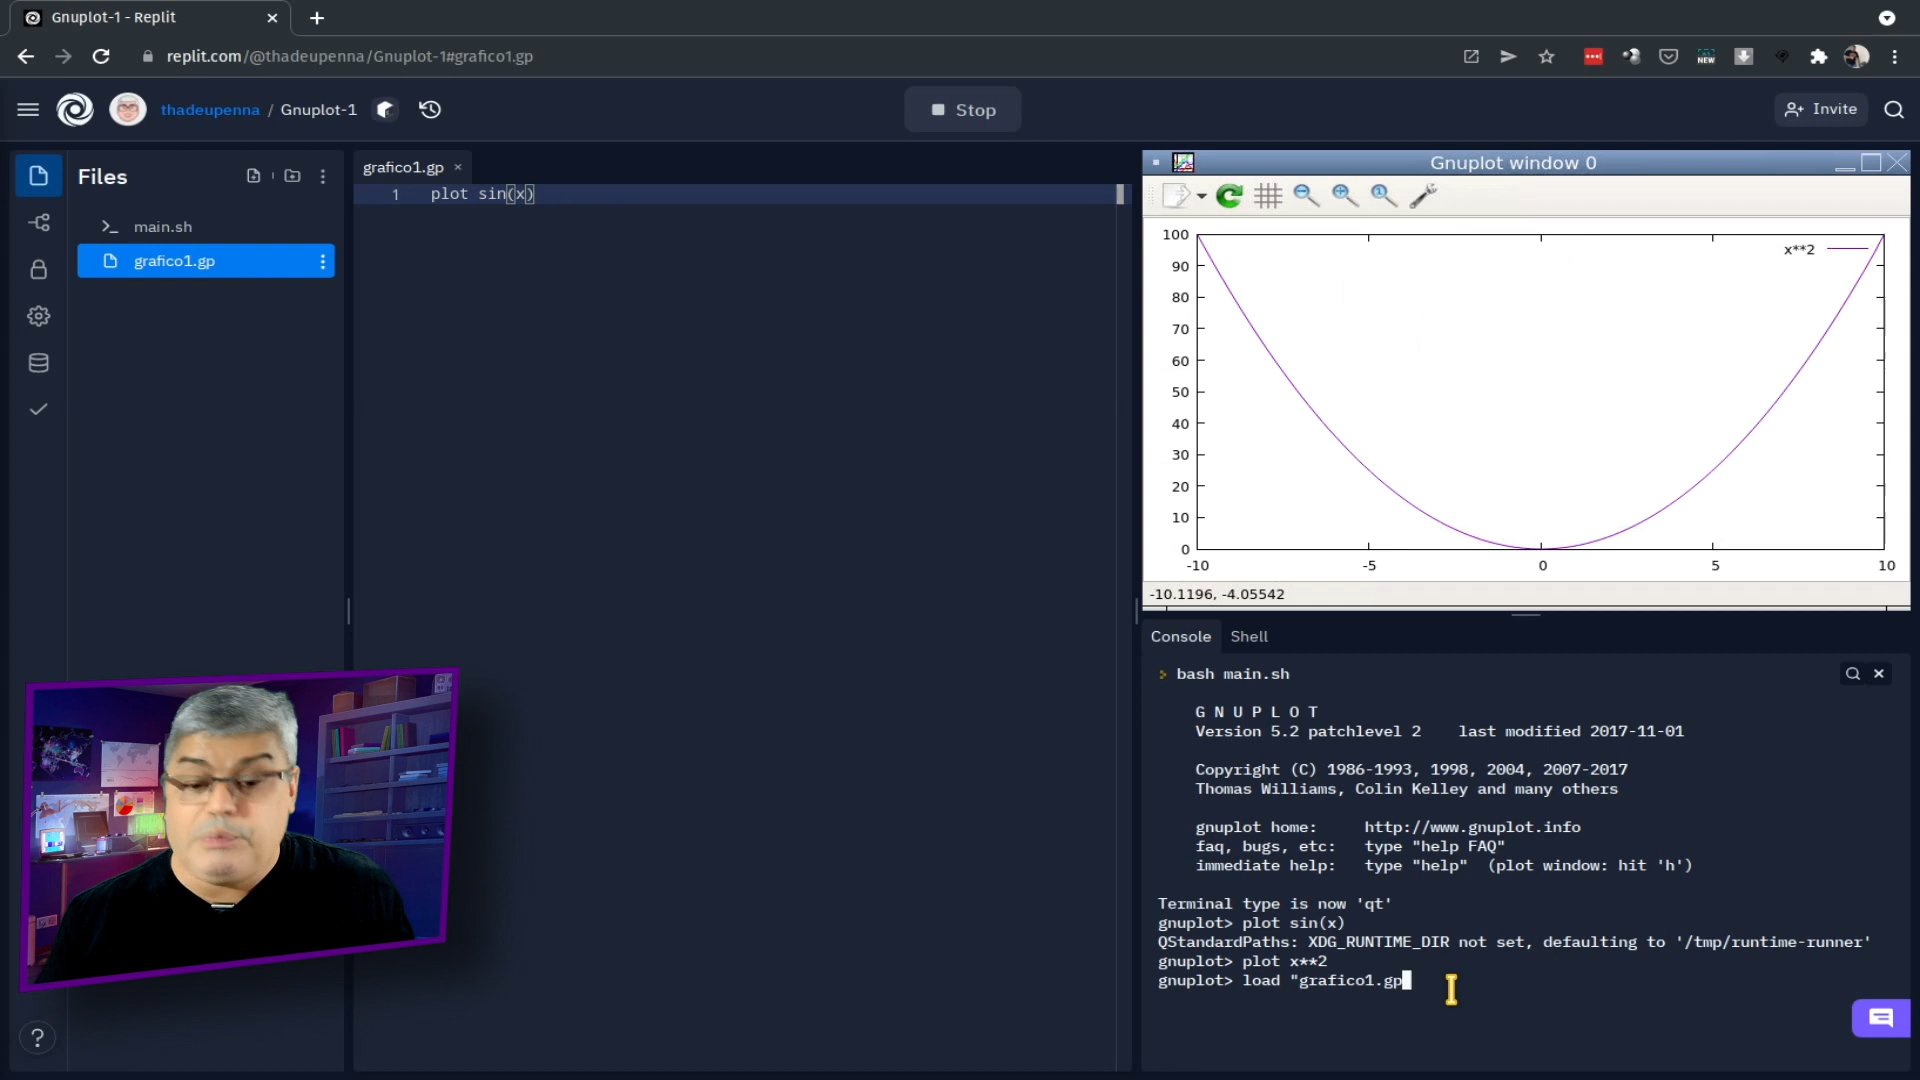 Gnuplot-1 - Replit
replit.com/@thadeupenna/Gnuplot-1#grafico1.gp
NEW
thadeupenna / Gnuplot-1
Stop
Invite
Files
main.sh
grafico1.gp
grafico1.gp
1 plot sin(x)
Gnuplot window 0
100
90
80
70
60
50
40
30
20
10
0
x**2
-10
-5
0
5
10
-10.1196, -4.05542
Console
Shell
bash main.sh
G N U P L O T
Version 5.2 patchlevel 2    last modified 2017-11-01
Copyright (C) 1986-1993, 1998, 2004, 2007-2017
Thomas Williams, Colin Kelley and many others
gnuplot home:     http://www.gnuplot.info
faq, bugs, etc:   type "help FAQ"
immediate help:   type "help"  (plot window: hit 'h')
Terminal type is now 'qt'
gnuplot> plot sin(x)
QStandardPaths: XDG_RUNTIME_DIR not set, defaulting to '/tmp/runtime-runner'
gnuplot> plot x**2
gnuplot> load "grafico1.gp